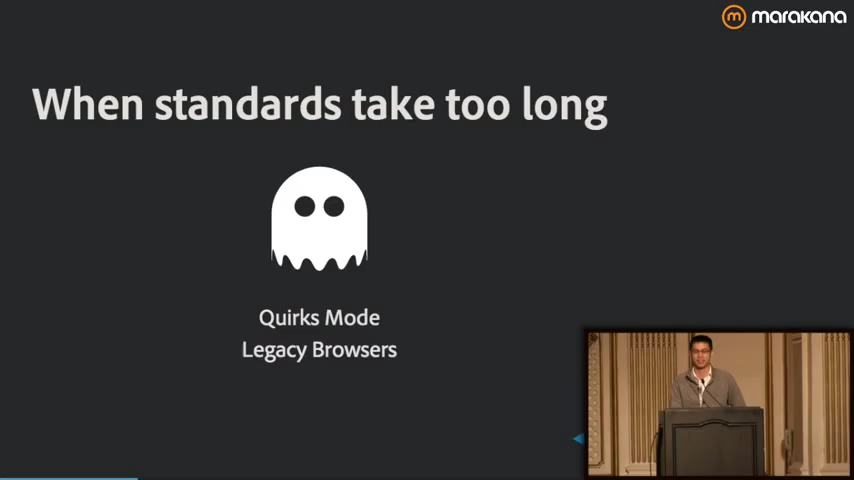 marakana
When standards take too long
Quirks Mode
Legacy Browsers